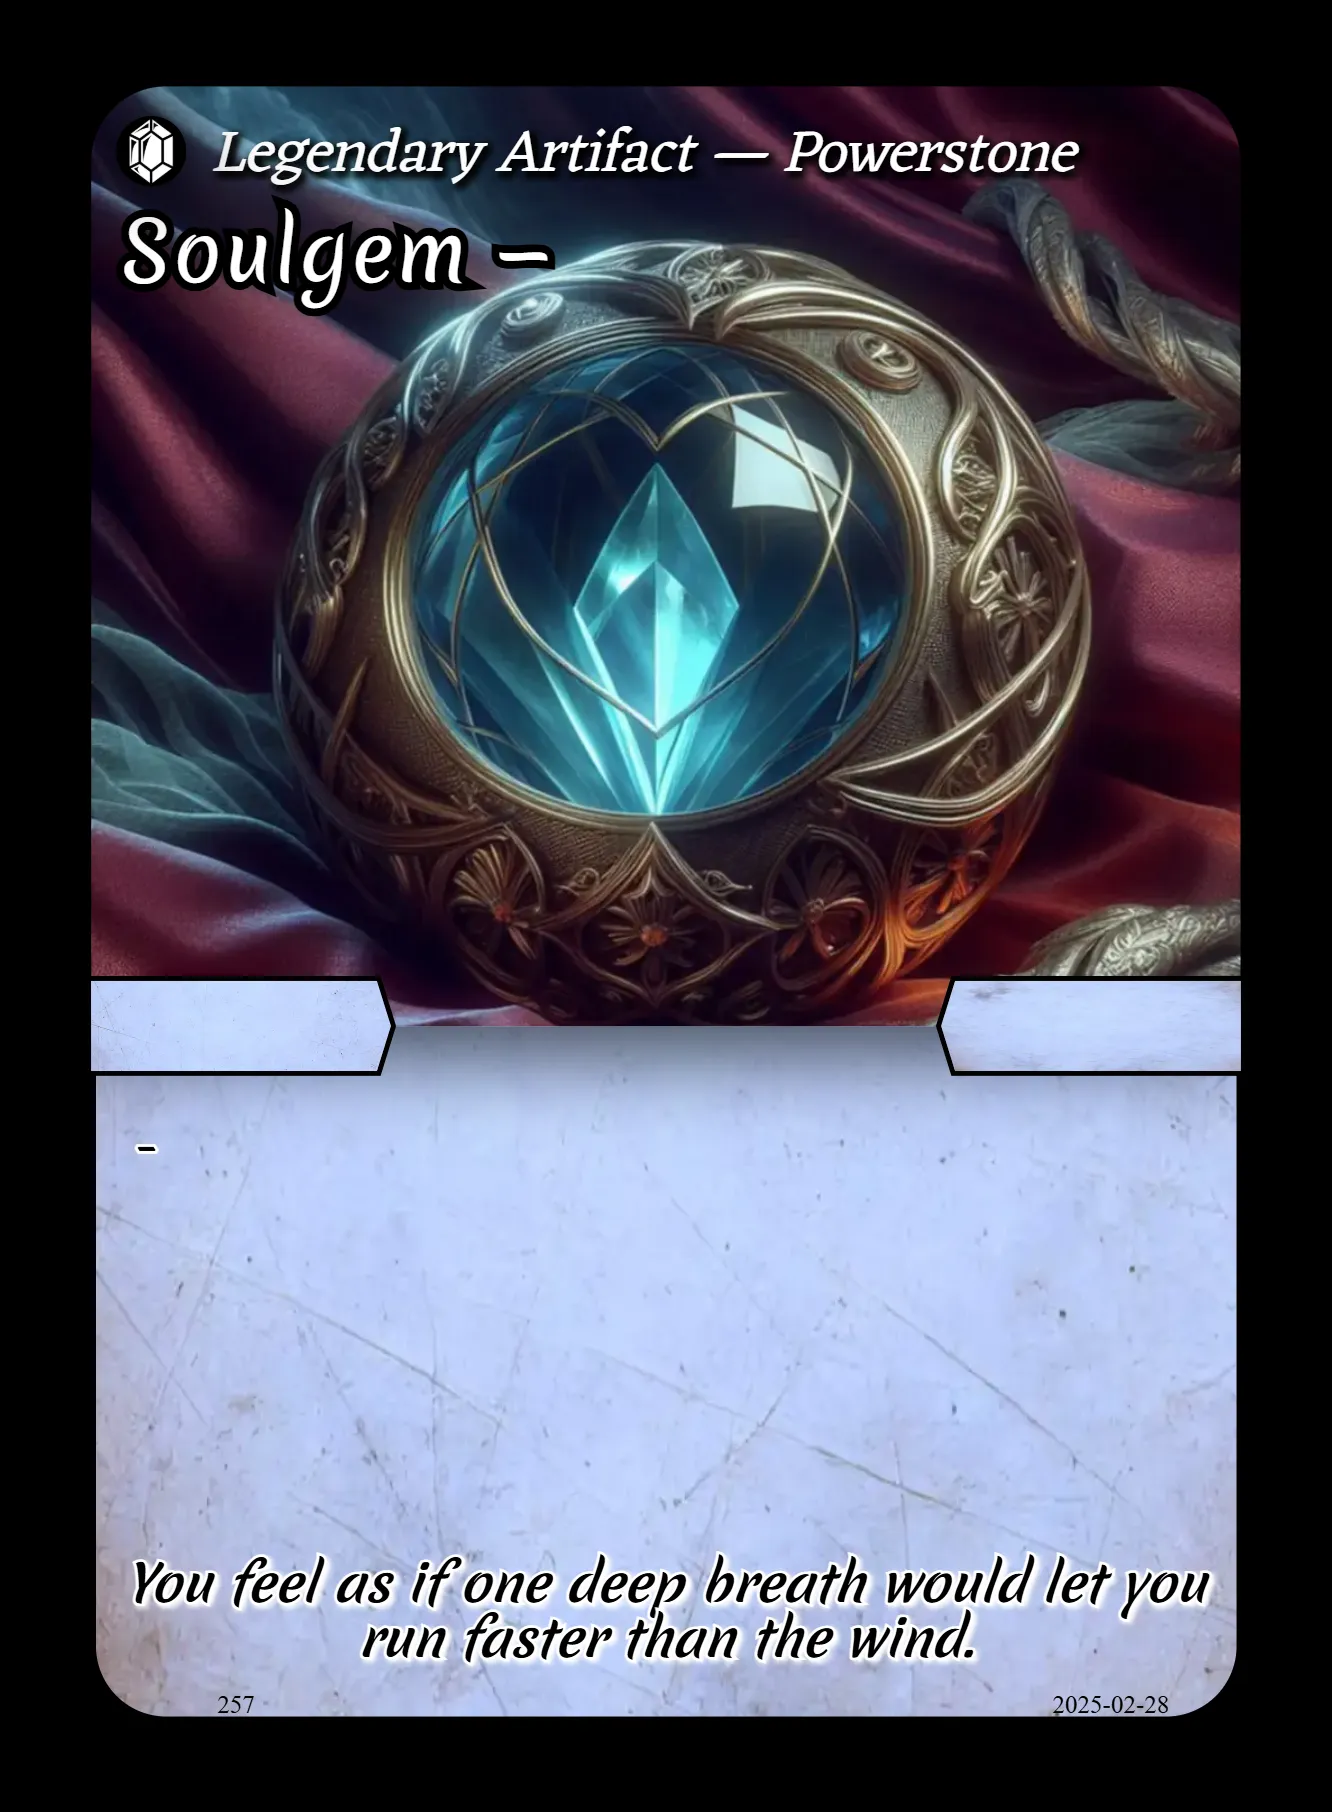 Legendary Artifact — Powerstone
Soulgem –
-
You feel as if one deep breath would let you
run faster than the wind.
257
2025-02-28